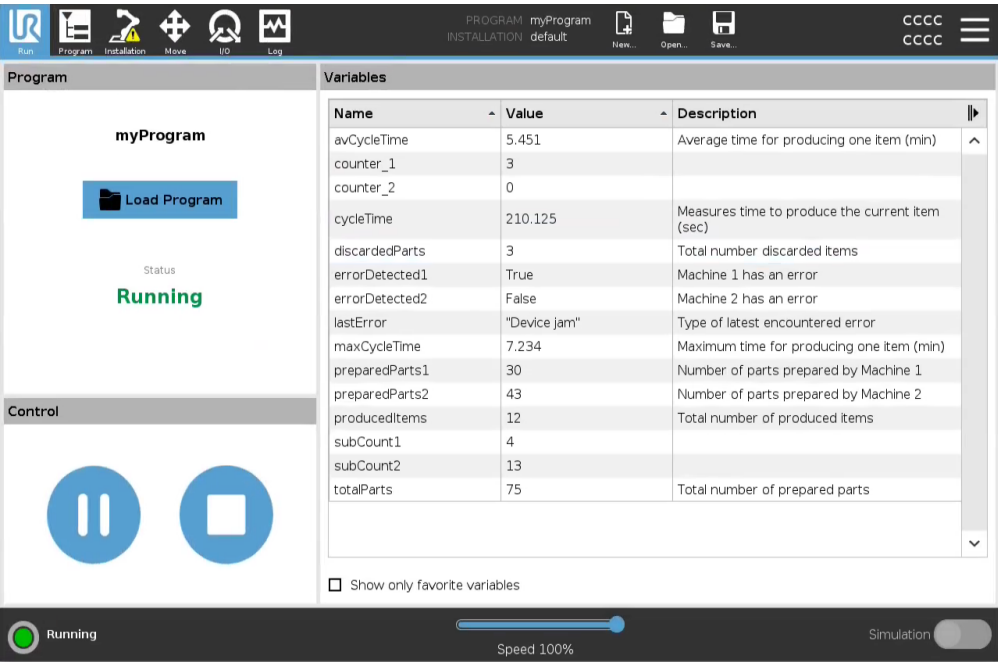 UR
Run
Program
Installation
Move
I/O
Log
PROGRAM myProgram
INSTALLATION default
New...
Open...
Save...
CCCC
CCCC
Program
myProgram
Load Program
Status
Running
Control
Variables
Name Value Description
avCycleTime 5.451 Average time for producing one item (min)
counter_1 3
counter_2 0
cycleTime 210.125 Measures time to produce the current item
(sec)
discardedParts 3 Total number discarded items
errorDetected1 True Machine 1 has an error
errorDetected2 False Machine 2 has an error
lastError "Device jam" Type of latest encountered error
maxCycleTime 7.234 Maximum time for producing one item (min)
preparedParts1 30 Number of parts prepared by Machine 1
preparedParts2 43 Number of parts prepared by Machine 2
producedItems 12 Total number of produced items
subCount1 4
subCount2 13
totalParts 75 Total number of prepared parts
Show only favorite variables
Running
Speed 100%
Simulation